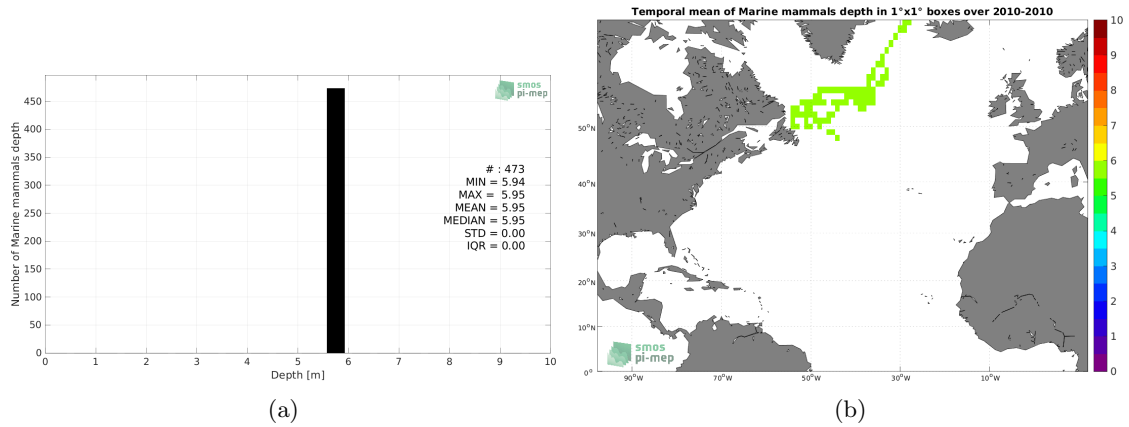 smos
pi-mep
450
400
350
300
250
200
150
100
50
0
Number of Marine mammals depth
# : 473
MIN = 5.94
MAX = 5.95
MEAN = 5.95
MEDIAN = 5.95
STD = 0.00
IQR = 0.00
0 1 2 3 4 5 6 7 8 9 10
Depth [m]
(a)
Temporal mean of Marine mammals depth in 1°x1° boxes over 2010-2010
50°N
40°N
30°N
20°N
10°N
0°
90°W 70°W 50°W 30°W 10°W
smos
pi-mep
10
9
8
7
6
5
4
3
2
1
0
(b)